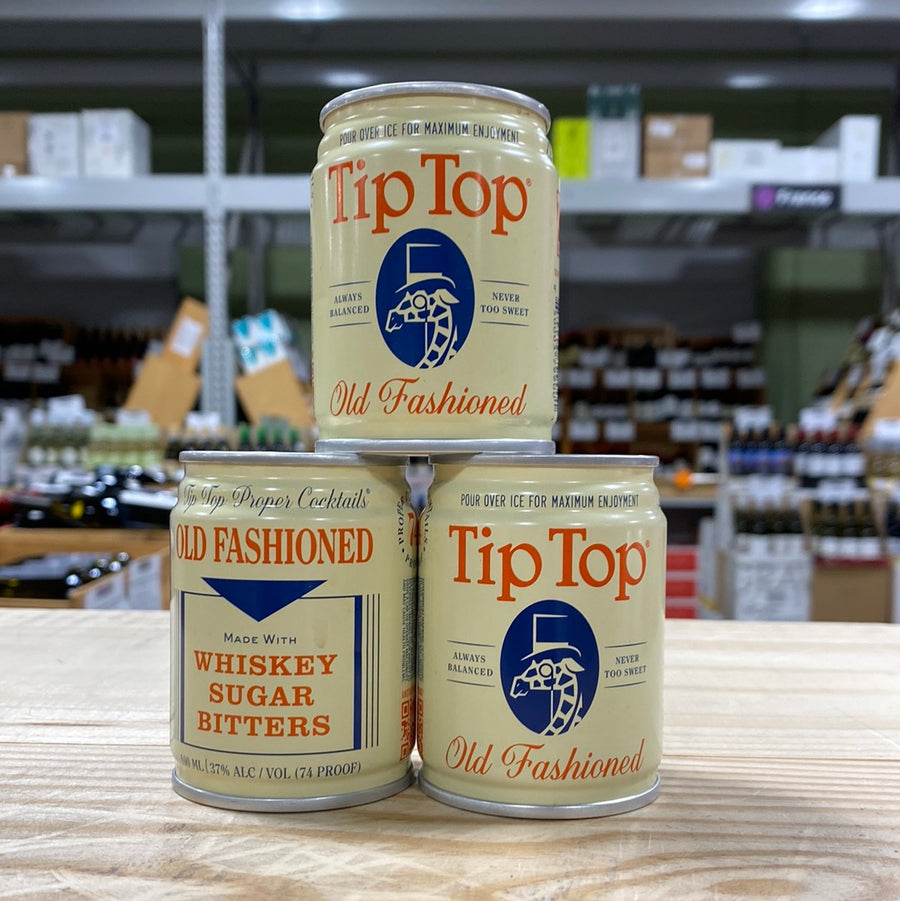 POUR OVER ICE FOR MAXIMUM ENJOYMENT
Tip Top®
ALWAYS
BALANCED
NEVER
TOO SWEET
Old Fashioned
Tip Top Proper Cocktails®
OLD FASHIONED
MADE WITH
WHISKEY
SUGAR
BITTERS
100 ML | 37% ALC / VOL (74 PROOF)
POUR OVER ICE FOR MAXIMUM ENJOYMENT
Tip Top®
ALWAYS
BALANCED
NEVER
TOO SWEET
Old Fashioned
France